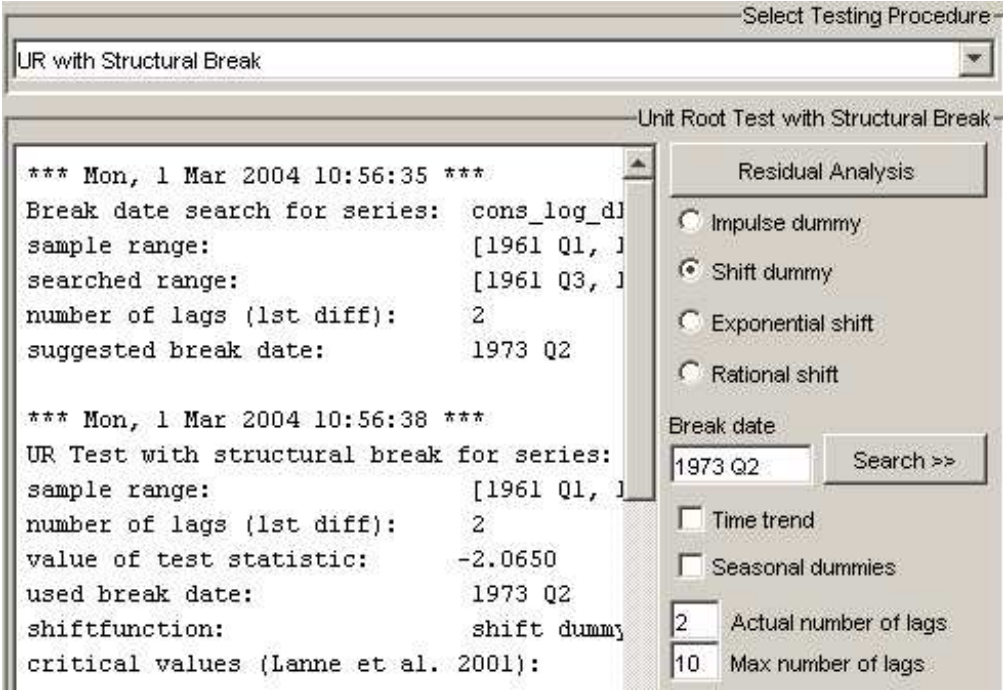 Select Testing Procedure
UR with Structural Break
Unit Root Test with Structural Break
*** Mon, 1 Mar 2004 10:56:35 ***
Break date search for series: cons_log_d1
sample range: [1961 Q1, 1
searched range: [1961 Q3, 1
number of lags (1st diff): 2
suggested break date: 1973 Q2
*** Mon, 1 Mar 2004 10:56:38 ***
UR Test with structural break for series:
sample range: [1961 Q1, 1
number of lags (1st diff): 2
value of test statistic: -2.0650
used break date: 1973 Q2
shiftfunction: shift dummy
critical values (Lanne et al. 2001):
Residual Analysis
Impulse dummy
Shift dummy
Exponential shift
Rational shift
Break date
1973 Q2 Search >>
Time trend
Seasonal dummies
2 Actual number of lags
10 Max number of lags